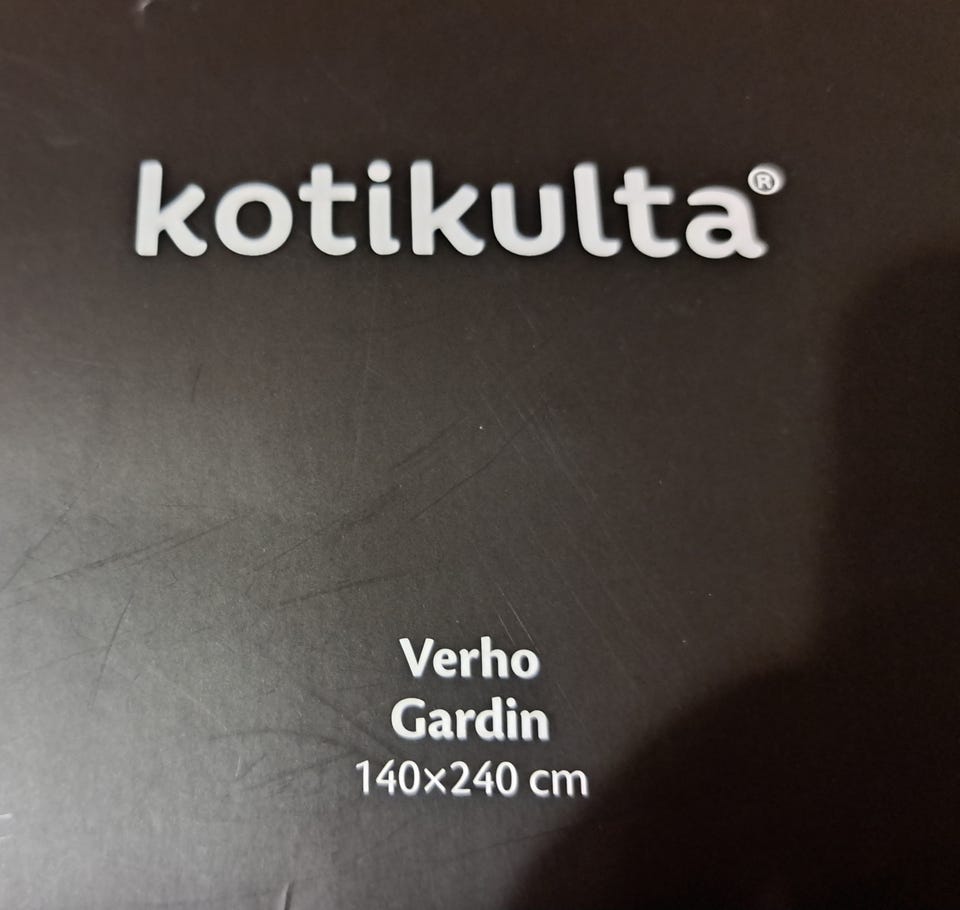 kotikulta®
Verho
Gardin
140×240 cm